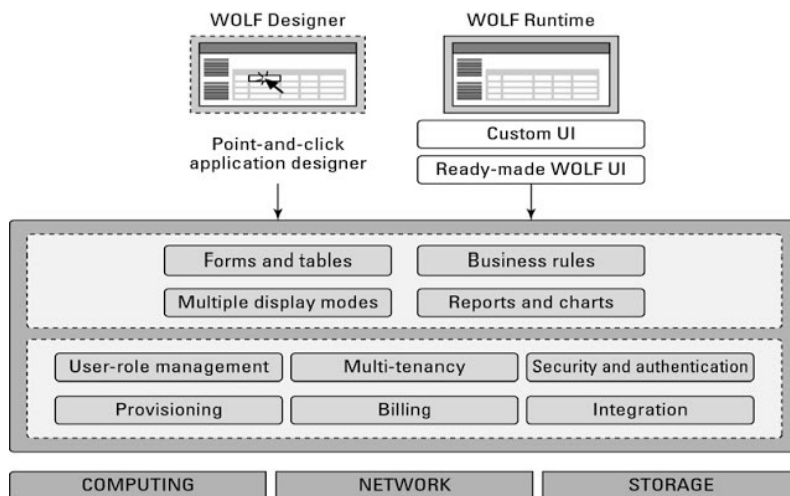 WOLF Designer
WOLF Runtime
Point-and-click
application designer
Custom UI
Ready-made WOLF UI
Forms and tables
Business rules
Multiple display modes
Reports and charts
User-role management
Multi-tenancy
Security and authentication
Provisioning
Billing
Integration
COMPUTING
NETWORK
STORAGE